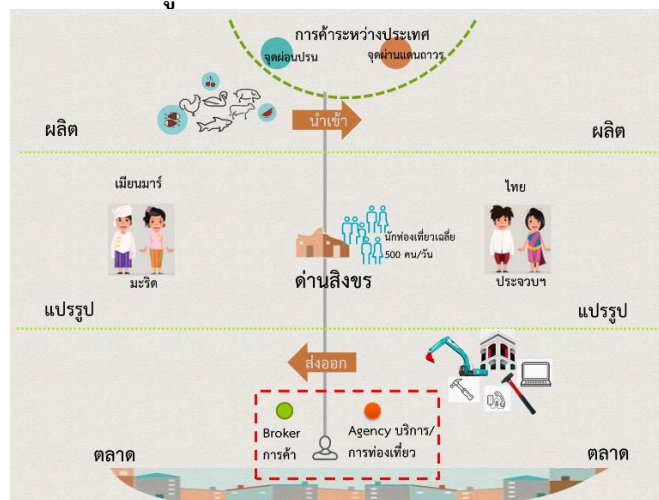 การค้าระหว่างประเทศ
จุดผ่อนปรน
จุดผ่านแดนถาวร
นำเข้า
ผลิต
ผลิต
เมียนมาร์
ไทย
นักท่องเที่ยวเฉลี่ย
500 คน/วัน
มะริด
ด่านสิงขร
ประจวบฯ
แปรรูป
แปรรูป
ส่งออก
Broker
การค้า
Agency บริการ/
การท่องเที่ยว
ตลาด
ตลาด